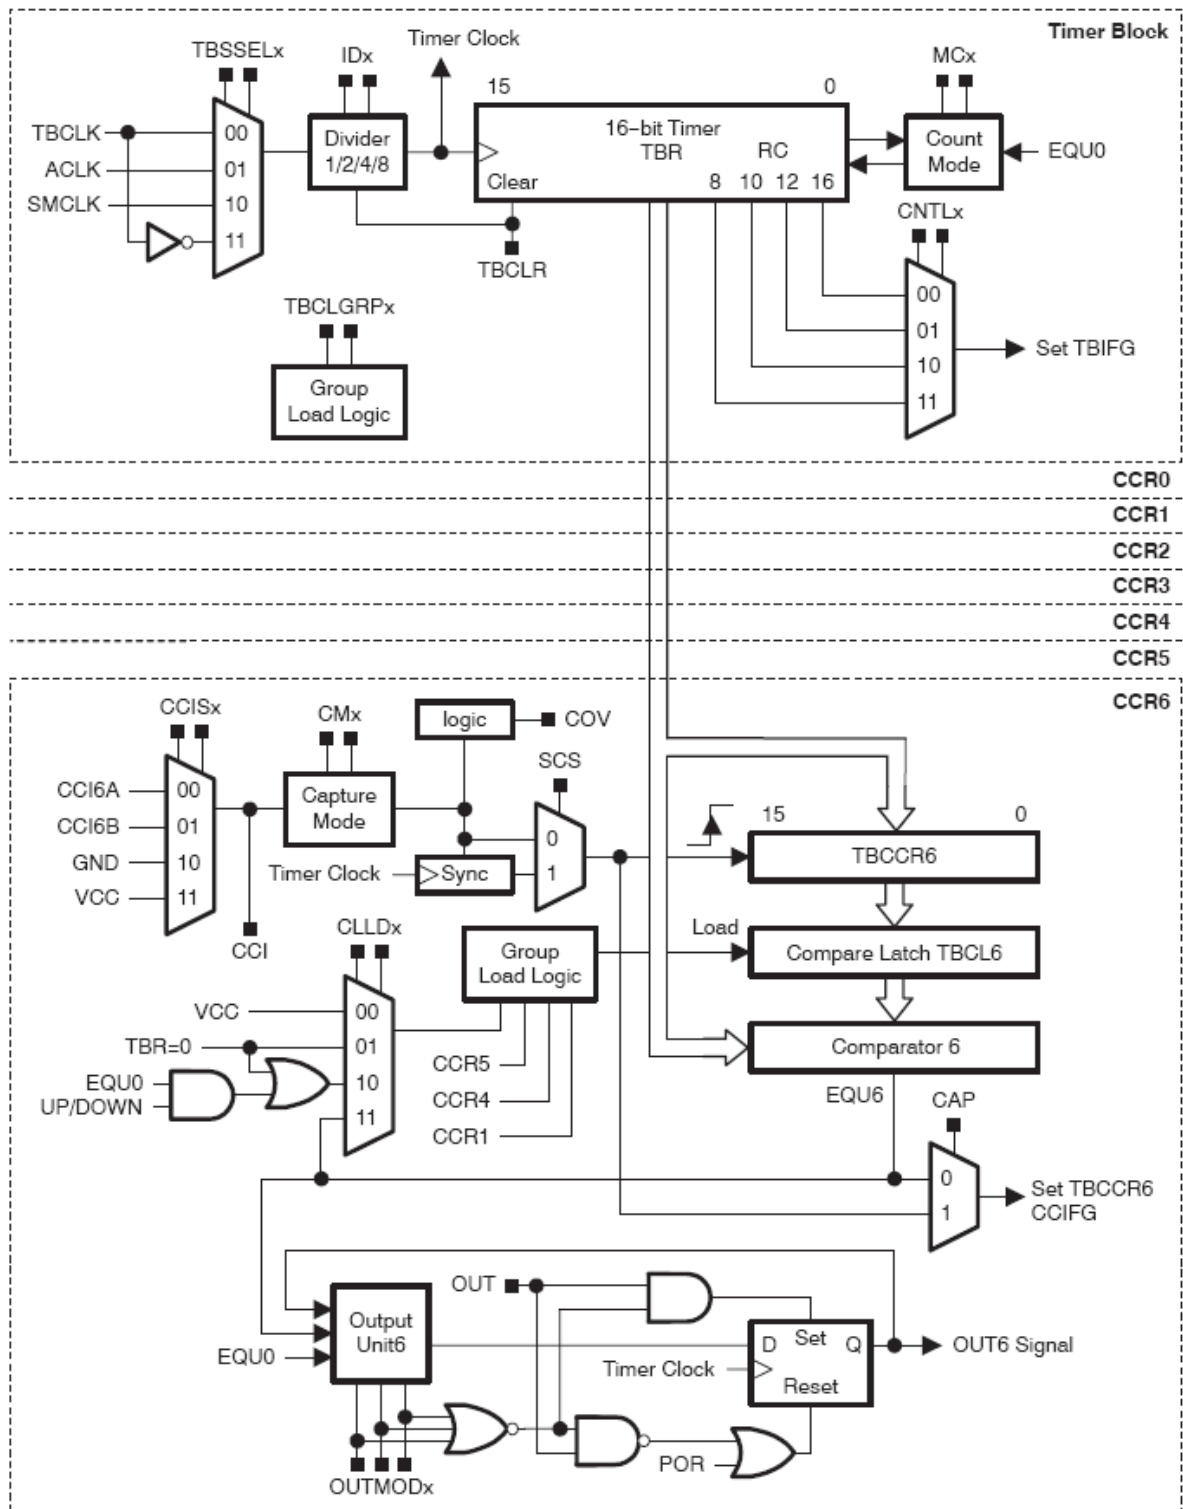 Timer Block
TBSSELx
IDx
Timer Clock
15
0
MCx
TBCLK
ACLK
SMCLK
00
01
10
11
Divider
1/2/4/8
16–bit Timer
TBR
RC
Clear
8
10
12
16
Count
Mode
EQU0
TBCLR
CNTLx
00
01
10
11
Set TBIFG
TBCLGRPx
Group
Load Logic
CCR0
CCR1
CCR2
CCR3
CCR4
CCR5
CCR6
CCISx
CMx
logic
COV
SCS
CCI6A
CCI6B
GND
VCC
00
01
10
11
Capture
Mode
0
1
Timer Clock
Sync
CCI
15
0
TBCCR6
Load
Compare Latch TBCL6
Comparator 6
EQU6
CLLDx
Group
Load Logic
VCC
TBR=0
EQU0
UP/DOWN
00
01
10
11
CCR5
CCR4
CCR1
CAP
0
1
Set TBCCR6
CCIFG
OUT
Output
Unit6
EQU0
D
Set
Q
Timer Clock
Reset
OUT6 Signal
POR
OUTMODx